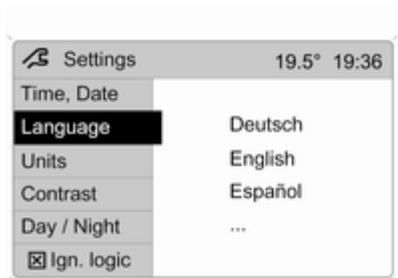 Settings 19.5° 19:36
Time, Date
Language Deutsch
Units English
Contrast Español
Day / Night ...
Ign. logic